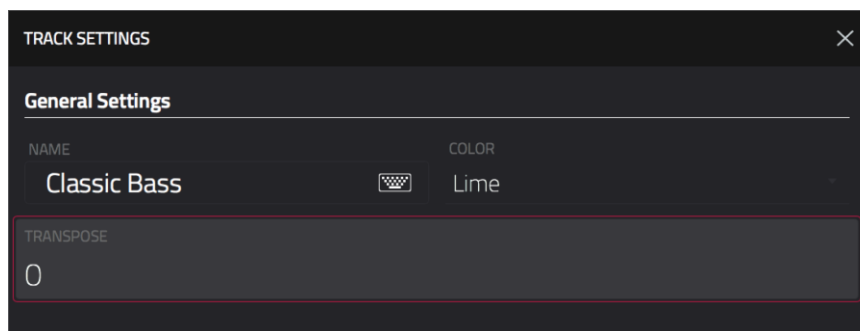 TRACK SETTINGS
General Settings
NAME
COLOR
Classic Bass
Lime
TRANSPOSE
0